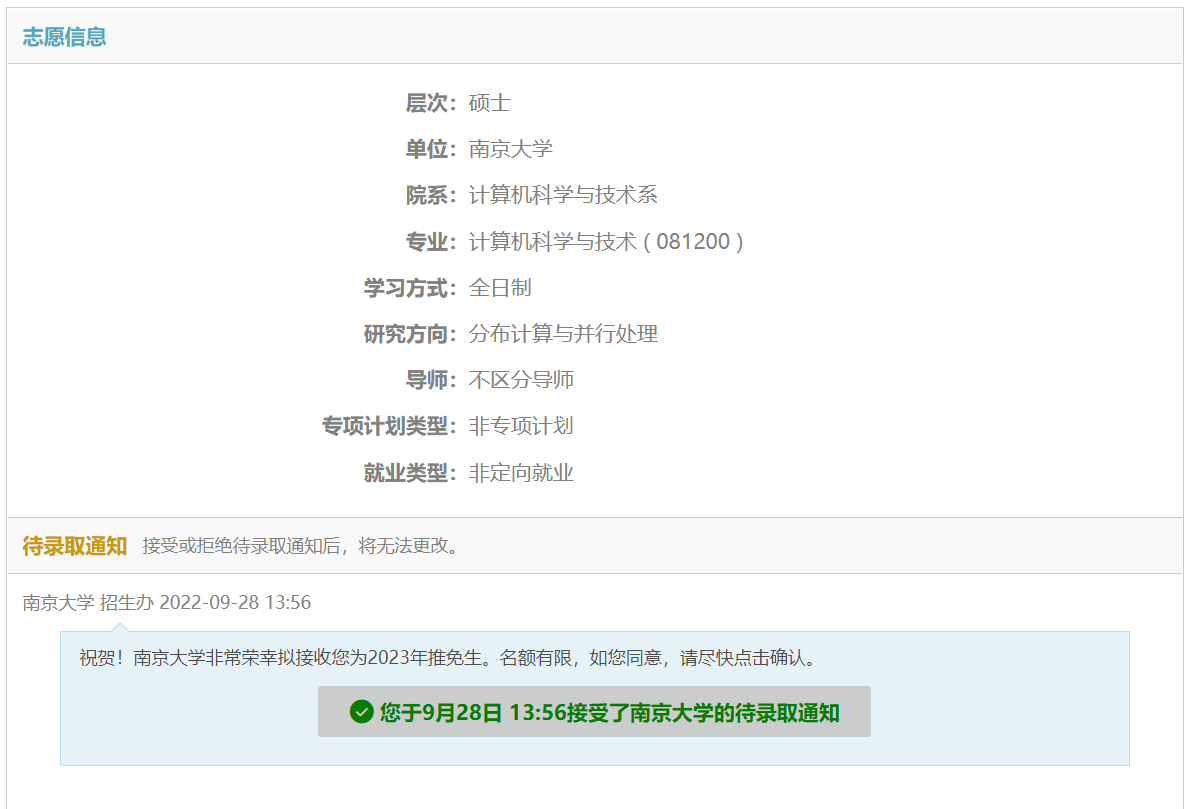 志愿信息
层次：硕士
单位：南京大学
院系：计算机科学与技术系
专业：计算机科学与技术 ( 081200 )
学习方式：全日制
研究方向：分布计算与并行处理
导师：不区分导师
专项计划类型：非专项计划
就业类型：非定向就业
待录取通知 接受或拒绝待录取通知后，将无法更改。
南京大学 招生办 2022-09-28 13:56
祝贺！南京大学非常荣幸拟接收您为2023年推免生。名额有限，如您同意，请尽快点击确认。
您于9月28日 13:56接受了南京大学的待录取通知